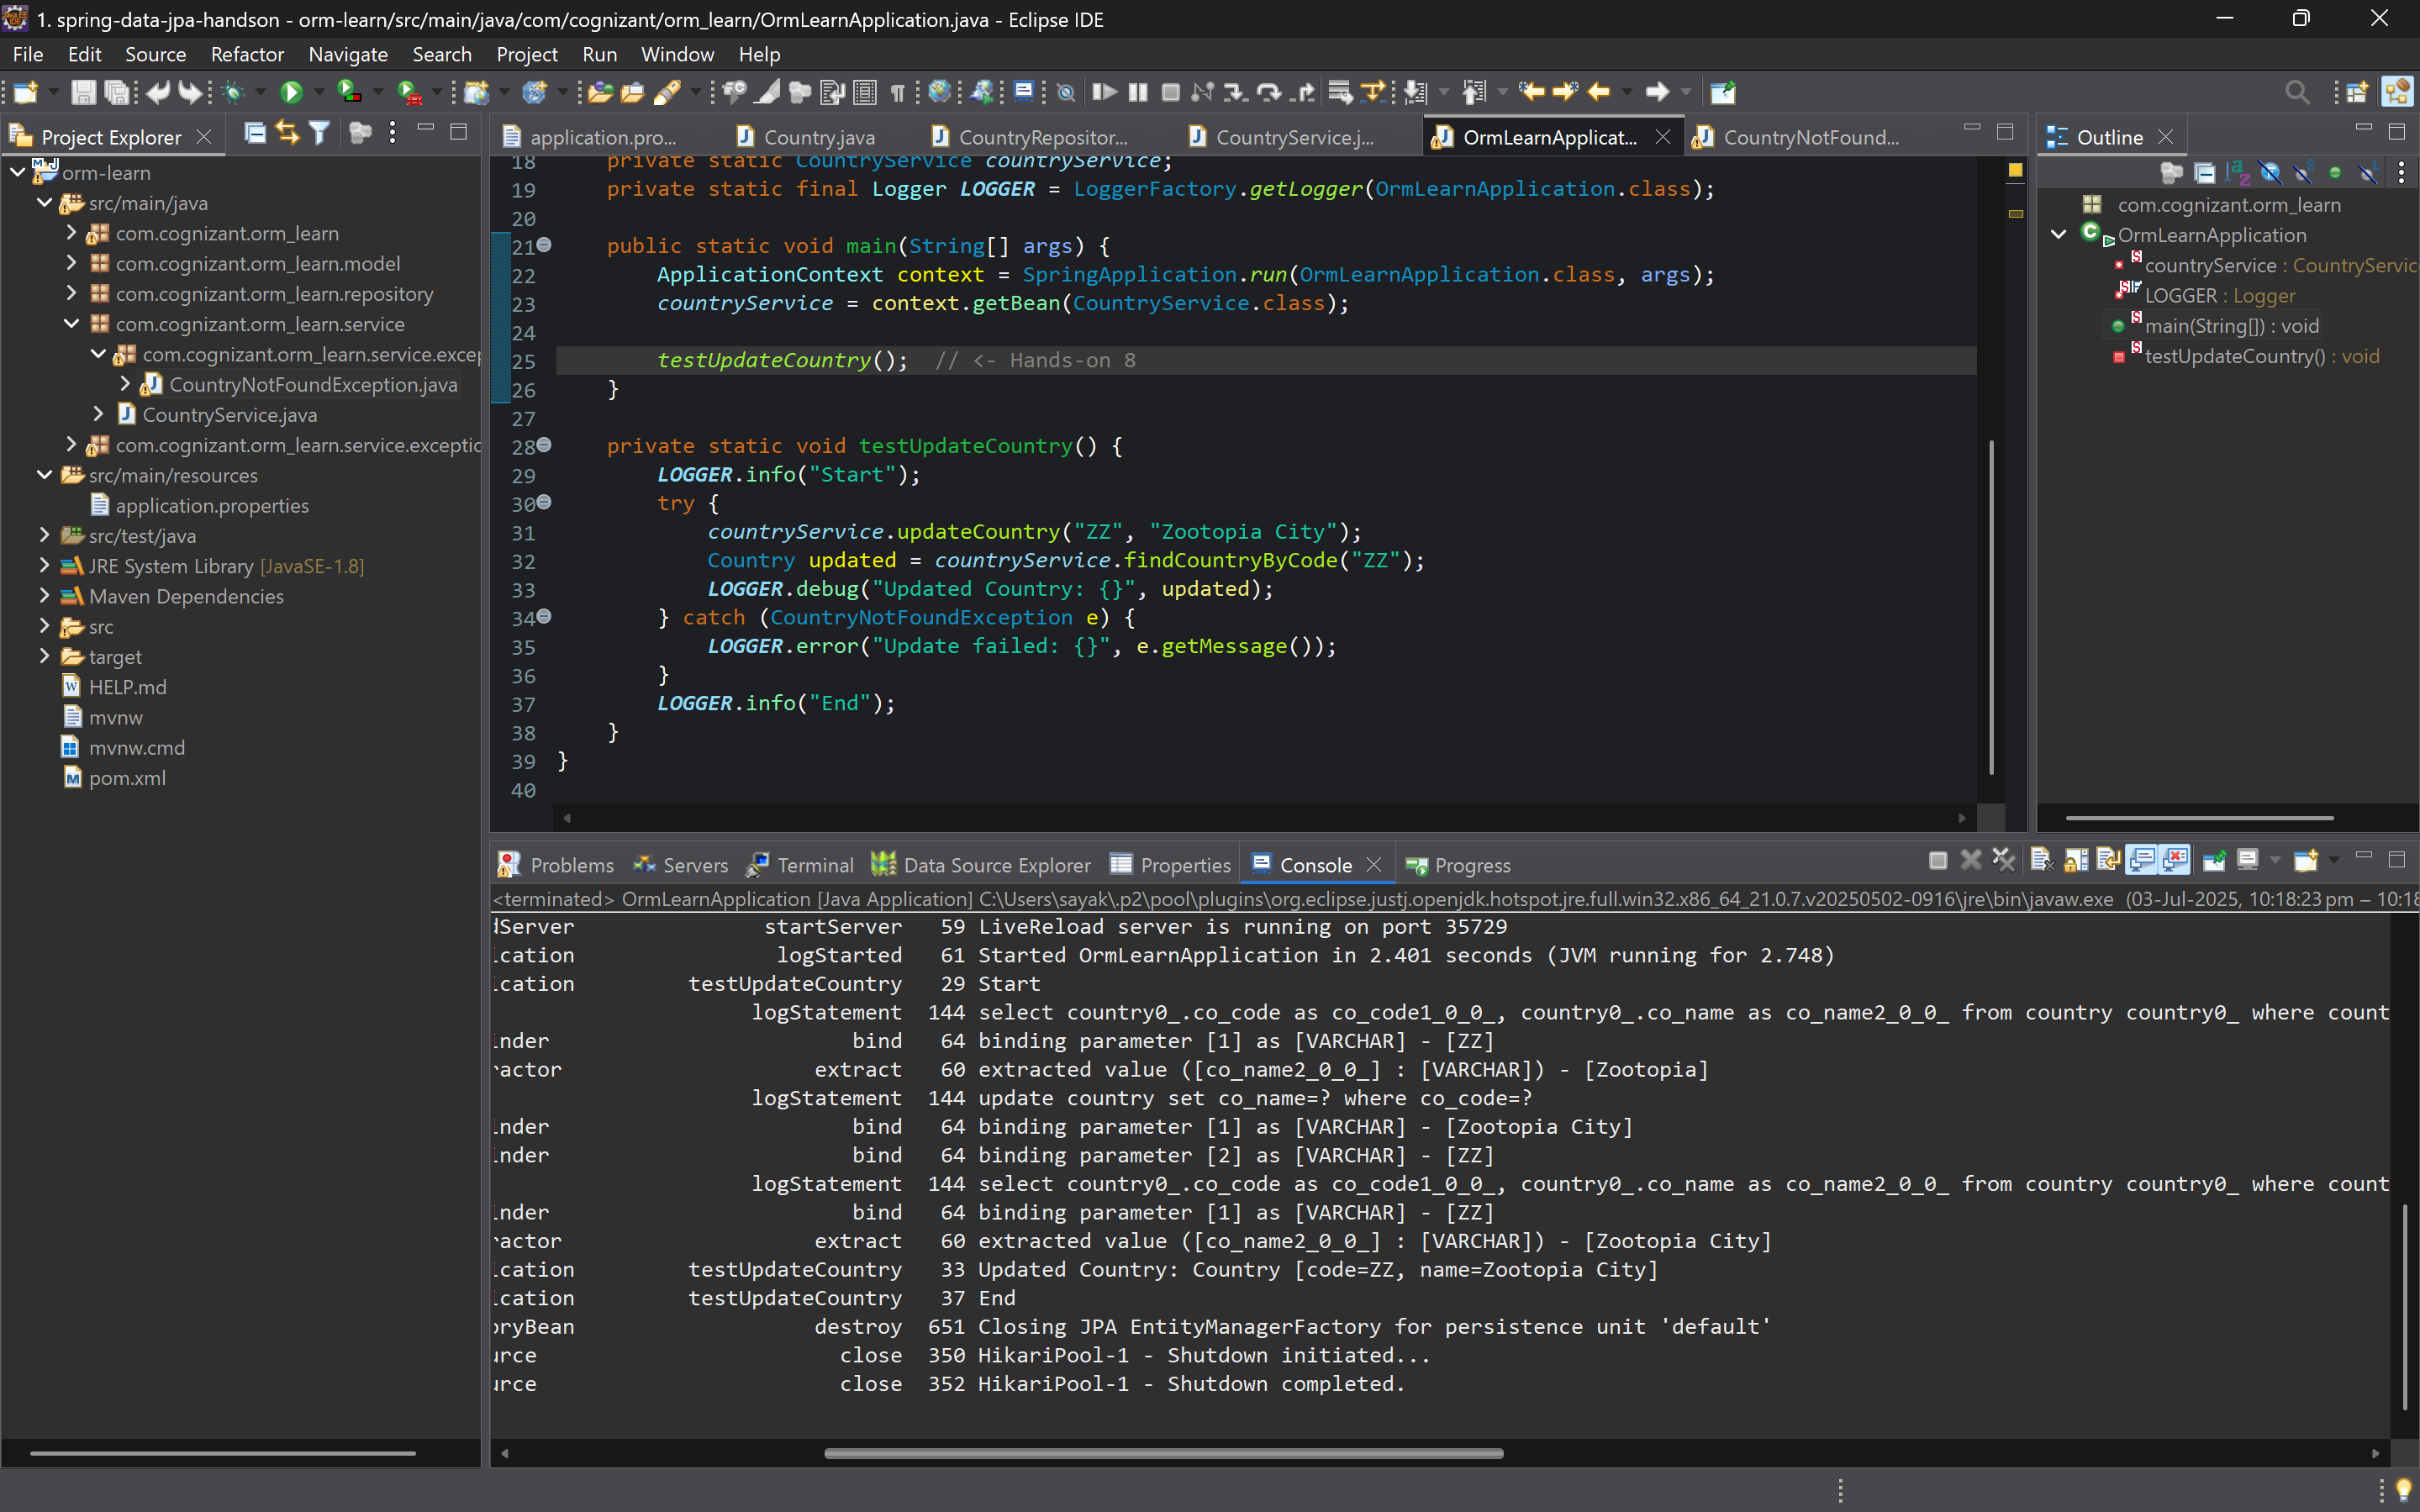 1. spring-data-jpa-handson - orm-learn/src/main/java/com/cognizant/orm_learn/OrmLearnApplication.java - Eclipse IDE
File Edit Source Refactor Navigate Search Project Run Window Help
Project Explorer
orm-learn
src/main/java
com.cognizant.orm_learn
com.cognizant.orm_learn.model
com.cognizant.orm_learn.repository
com.cognizant.orm_learn.service
com.cognizant.orm_learn.service.excep
CountryNotFoundException.java
CountryService.java
com.cognizant.orm_learn.service.exceptic
src/main/resources
application.properties
src/test/java
JRE System Library [JavaSE-1.8]
Maven Dependencies
src
target
HELP.md
mvnw
mvnw.cmd
pom.xml
application.pro... Country.java CountryRepositor... CountryService.j... OrmLearnApplicat... CountryNotFound...
18 private static CountryService countryService;
19 private static final Logger LOGGER = LoggerFactory.getLogger(OrmLearnApplication.class);
20
21 public static void main(String[] args) {
22 ApplicationContext context = SpringApplication.run(OrmLearnApplication.class, args);
23 countryService = context.getBean(CountryService.class);
24
25 testUpdateCountry(); // <- Hands-on 8
26 }
27
28 private static void testUpdateCountry() {
29 LOGGER.info("Start");
30 try {
31 countryService.updateCountry("ZZ", "Zootopia City");
32 Country updated = countryService.findCountryByCode("ZZ");
33 LOGGER.debug("Updated Country: {}", updated);
34 } catch (CountryNotFoundException e) {
35 LOGGER.error("Update failed: {}", e.getMessage());
36 }
37 LOGGER.info("End");
38 }
39 }
40
Outline
com.cognizant.orm_learn
OrmLearnApplication
countryService : CountryServic
LOGGER : Logger
main(String[]) : void
testUpdateCountry() : void
Problems Servers Terminal Data Source Explorer Properties Console Progress
<terminated> OrmLearnApplication [Java Application] C:\Users\sayak\.p2\pool\plugins\org.eclipse.justj.openjdk.hotspot.jre.full.win32.x86_64_21.0.7.v20250502-0916\jre\bin\javaw.exe (03-Jul-2025, 10:18:23 pm – 10:18
dServer startServer 59 LiveReload server is running on port 35729
ication logStarted 61 Started OrmLearnApplication in 2.401 seconds (JVM running for 2.748)
ication testUpdateCountry 29 Start
logStatement 144 select country0_.co_code as co_code1_0_0_, country0_.co_name as co_name2_0_0_ from country country0_ where count
inder bind 64 binding parameter [1] as [VARCHAR] - [ZZ]
ractor extract 60 extracted value ([co_name2_0_0_] : [VARCHAR]) - [Zootopia]
logStatement 144 update country set co_name=? where co_code=?
inder bind 64 binding parameter [1] as [VARCHAR] - [Zootopia City]
inder bind 64 binding parameter [2] as [VARCHAR] - [ZZ]
logStatement 144 select country0_.co_code as co_code1_0_0_, country0_.co_name as co_name2_0_0_ from country country0_ where count
inder bind 64 binding parameter [1] as [VARCHAR] - [ZZ]
ractor extract 60 extracted value ([co_name2_0_0_] : [VARCHAR]) - [Zootopia City]
ication testUpdateCountry 33 Updated Country: Country [code=ZZ, name=Zootopia City]
ication testUpdateCountry 37 End
oryBean destroy 651 Closing JPA EntityManagerFactory for persistence unit 'default'
urce close 350 HikariPool-1 - Shutdown initiated...
urce close 352 HikariPool-1 - Shutdown completed.